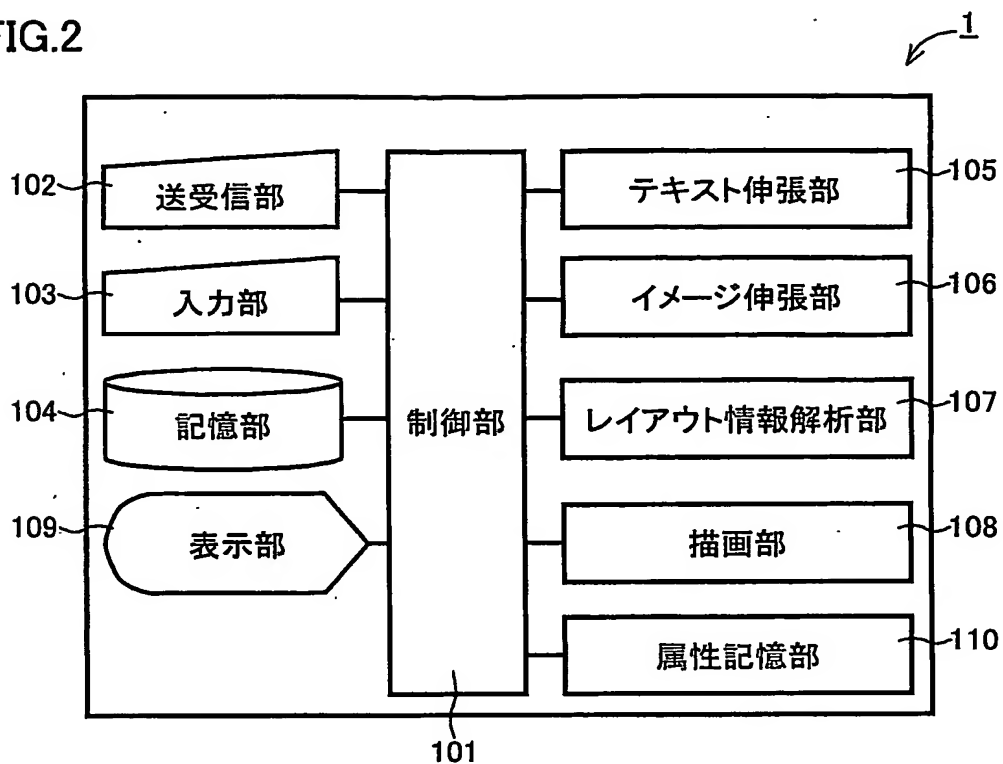 FIG.2
1
102 送受信部
103 入力部
104 記憶部
109 表示部
制御部
101
テキスト伸張部 105
イメージ伸張部 106
レイアウト情報解析部 107
描画部 108
属性記憶部 110